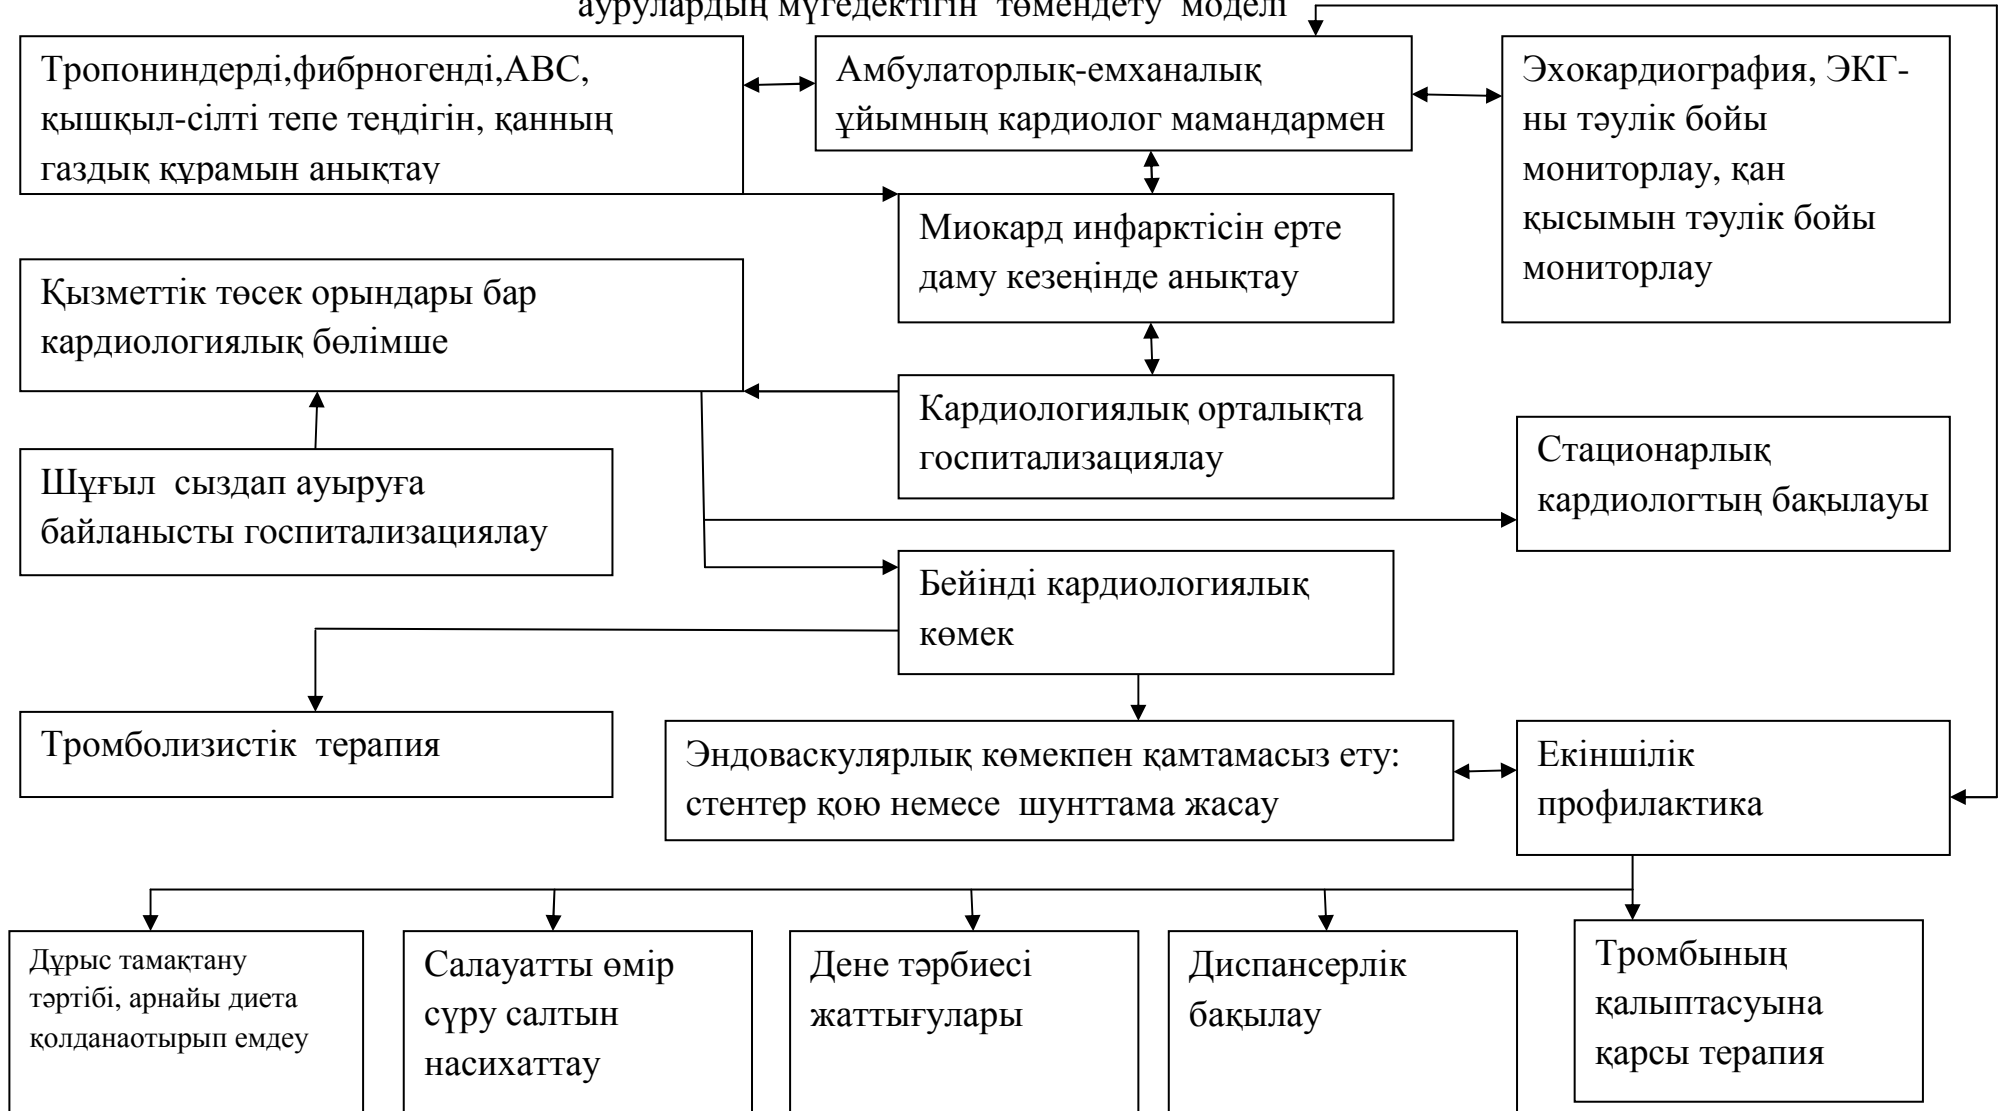 аурулардың мүгедектігін төмендету моделі
Тропониндерді,фибрногенді,АВС,
қышқыл-сілті тепе теңдігін, қанның
газдық құрамын анықтау
Амбулаторлық-емханалық
ұйымның кардиолог мамандармен
Эхокардиография, ЭКГ-
ны тәулік бойы
мониторлау, қан
қысымын тәулік бойы
мониторлау
Миокард инфарктісін ерте
даму кезеңінде анықтау
Қызметтік төсек орындары бар
кардиологиялық бөлімше
Кардиологиялық орталықта
госпитализациялау
Стационарлық
кардиологтың бақылауы
Шұғыл сыздап ауыруға
байланысты госпитализациялау
Бейінді кардиологиялық
көмек
Тромболизистік терапия
Эндоваскулярлық көмекпен қамтамасыз ету:
стентер қою немесе шунттама жасау
Екіншілік
профилактика
Дұрыс тамақтану
тәртібі, арнайы диета
қолданаотырып емдеу
Салауатты өмір
сүру салтын
насихаттау
Дене тәрбиесі
жаттығулары
Диспансерлік
бақылау
Тромбының
қалыптасуына
қарсы терапия